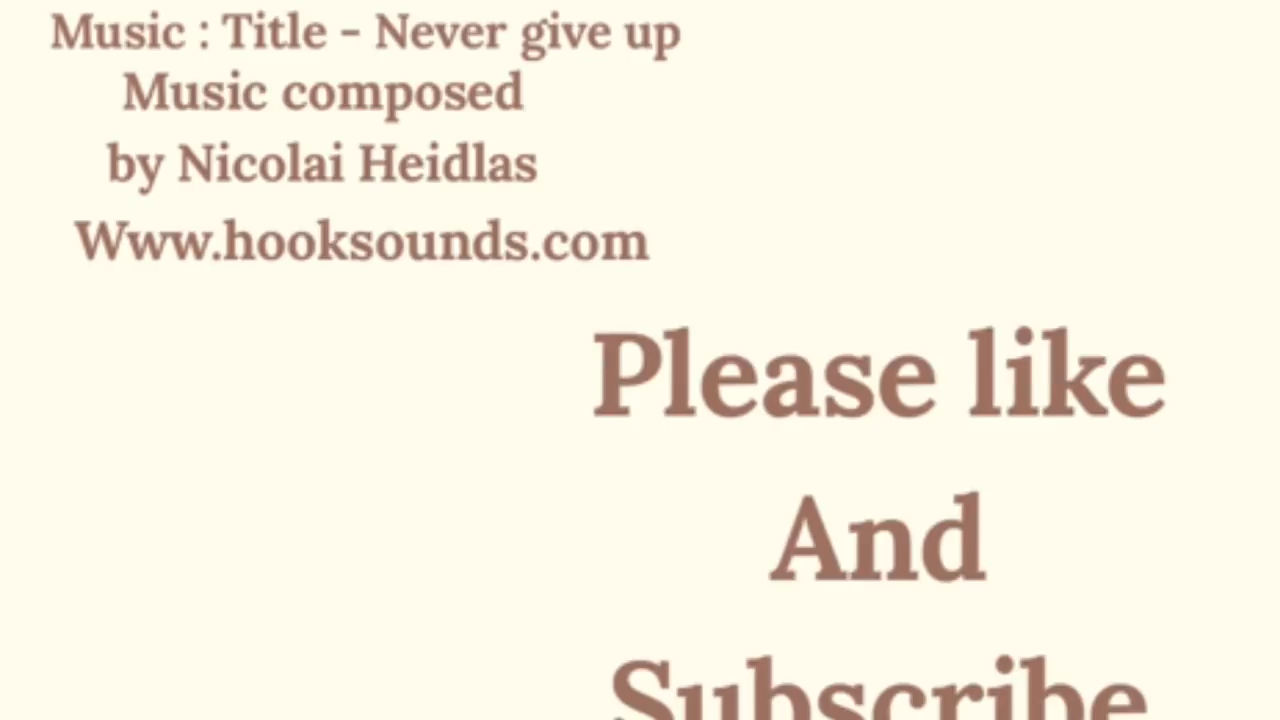 Music : Title - Never give up
Music composed
by Nicolai Heidlas
Www.hooksounds.com
Please like
And
Subscribe